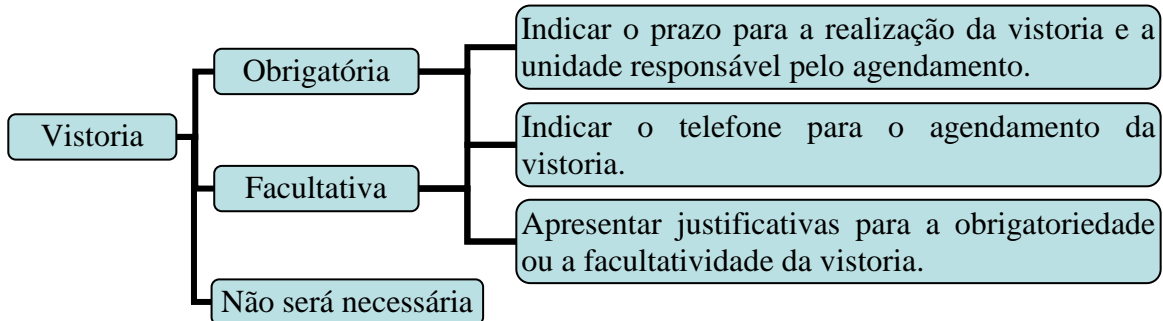 Vistoria
Obrigatória
Facultativa
Não será necessária
Indicar o prazo para a realização da vistoria e a
unidade responsável pelo agendamento.
Indicar o telefone para o agendamento da
vistoria.
Apresentar justificativas para a obrigatoriedade
ou a facultatividade da vistoria.